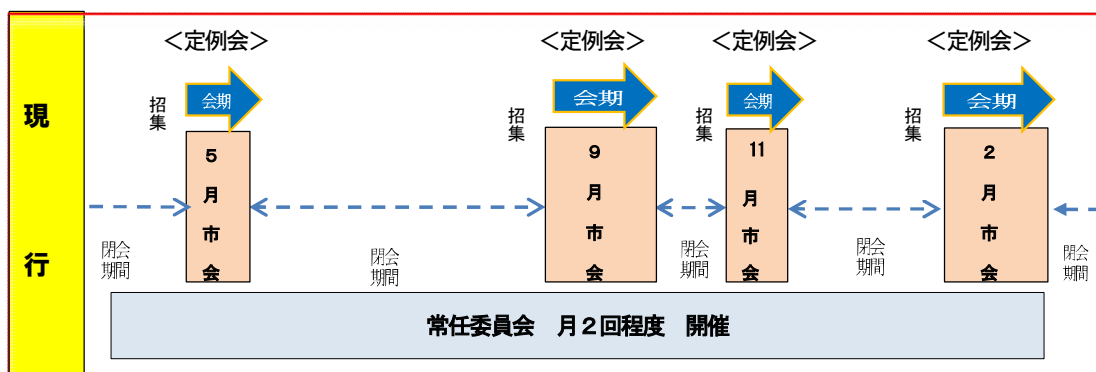 現行
＜定例会＞
招集
会期
5月市会
＜定例会＞
招集
会期
9月市会
＜定例会＞
招集
会期
11月市会
＜定例会＞
招集
会期
2月市会
閉会
期間
閉会
期間
閉会
期間
閉会
期間
閉会
期間
常任委員会　月２回程度　開催